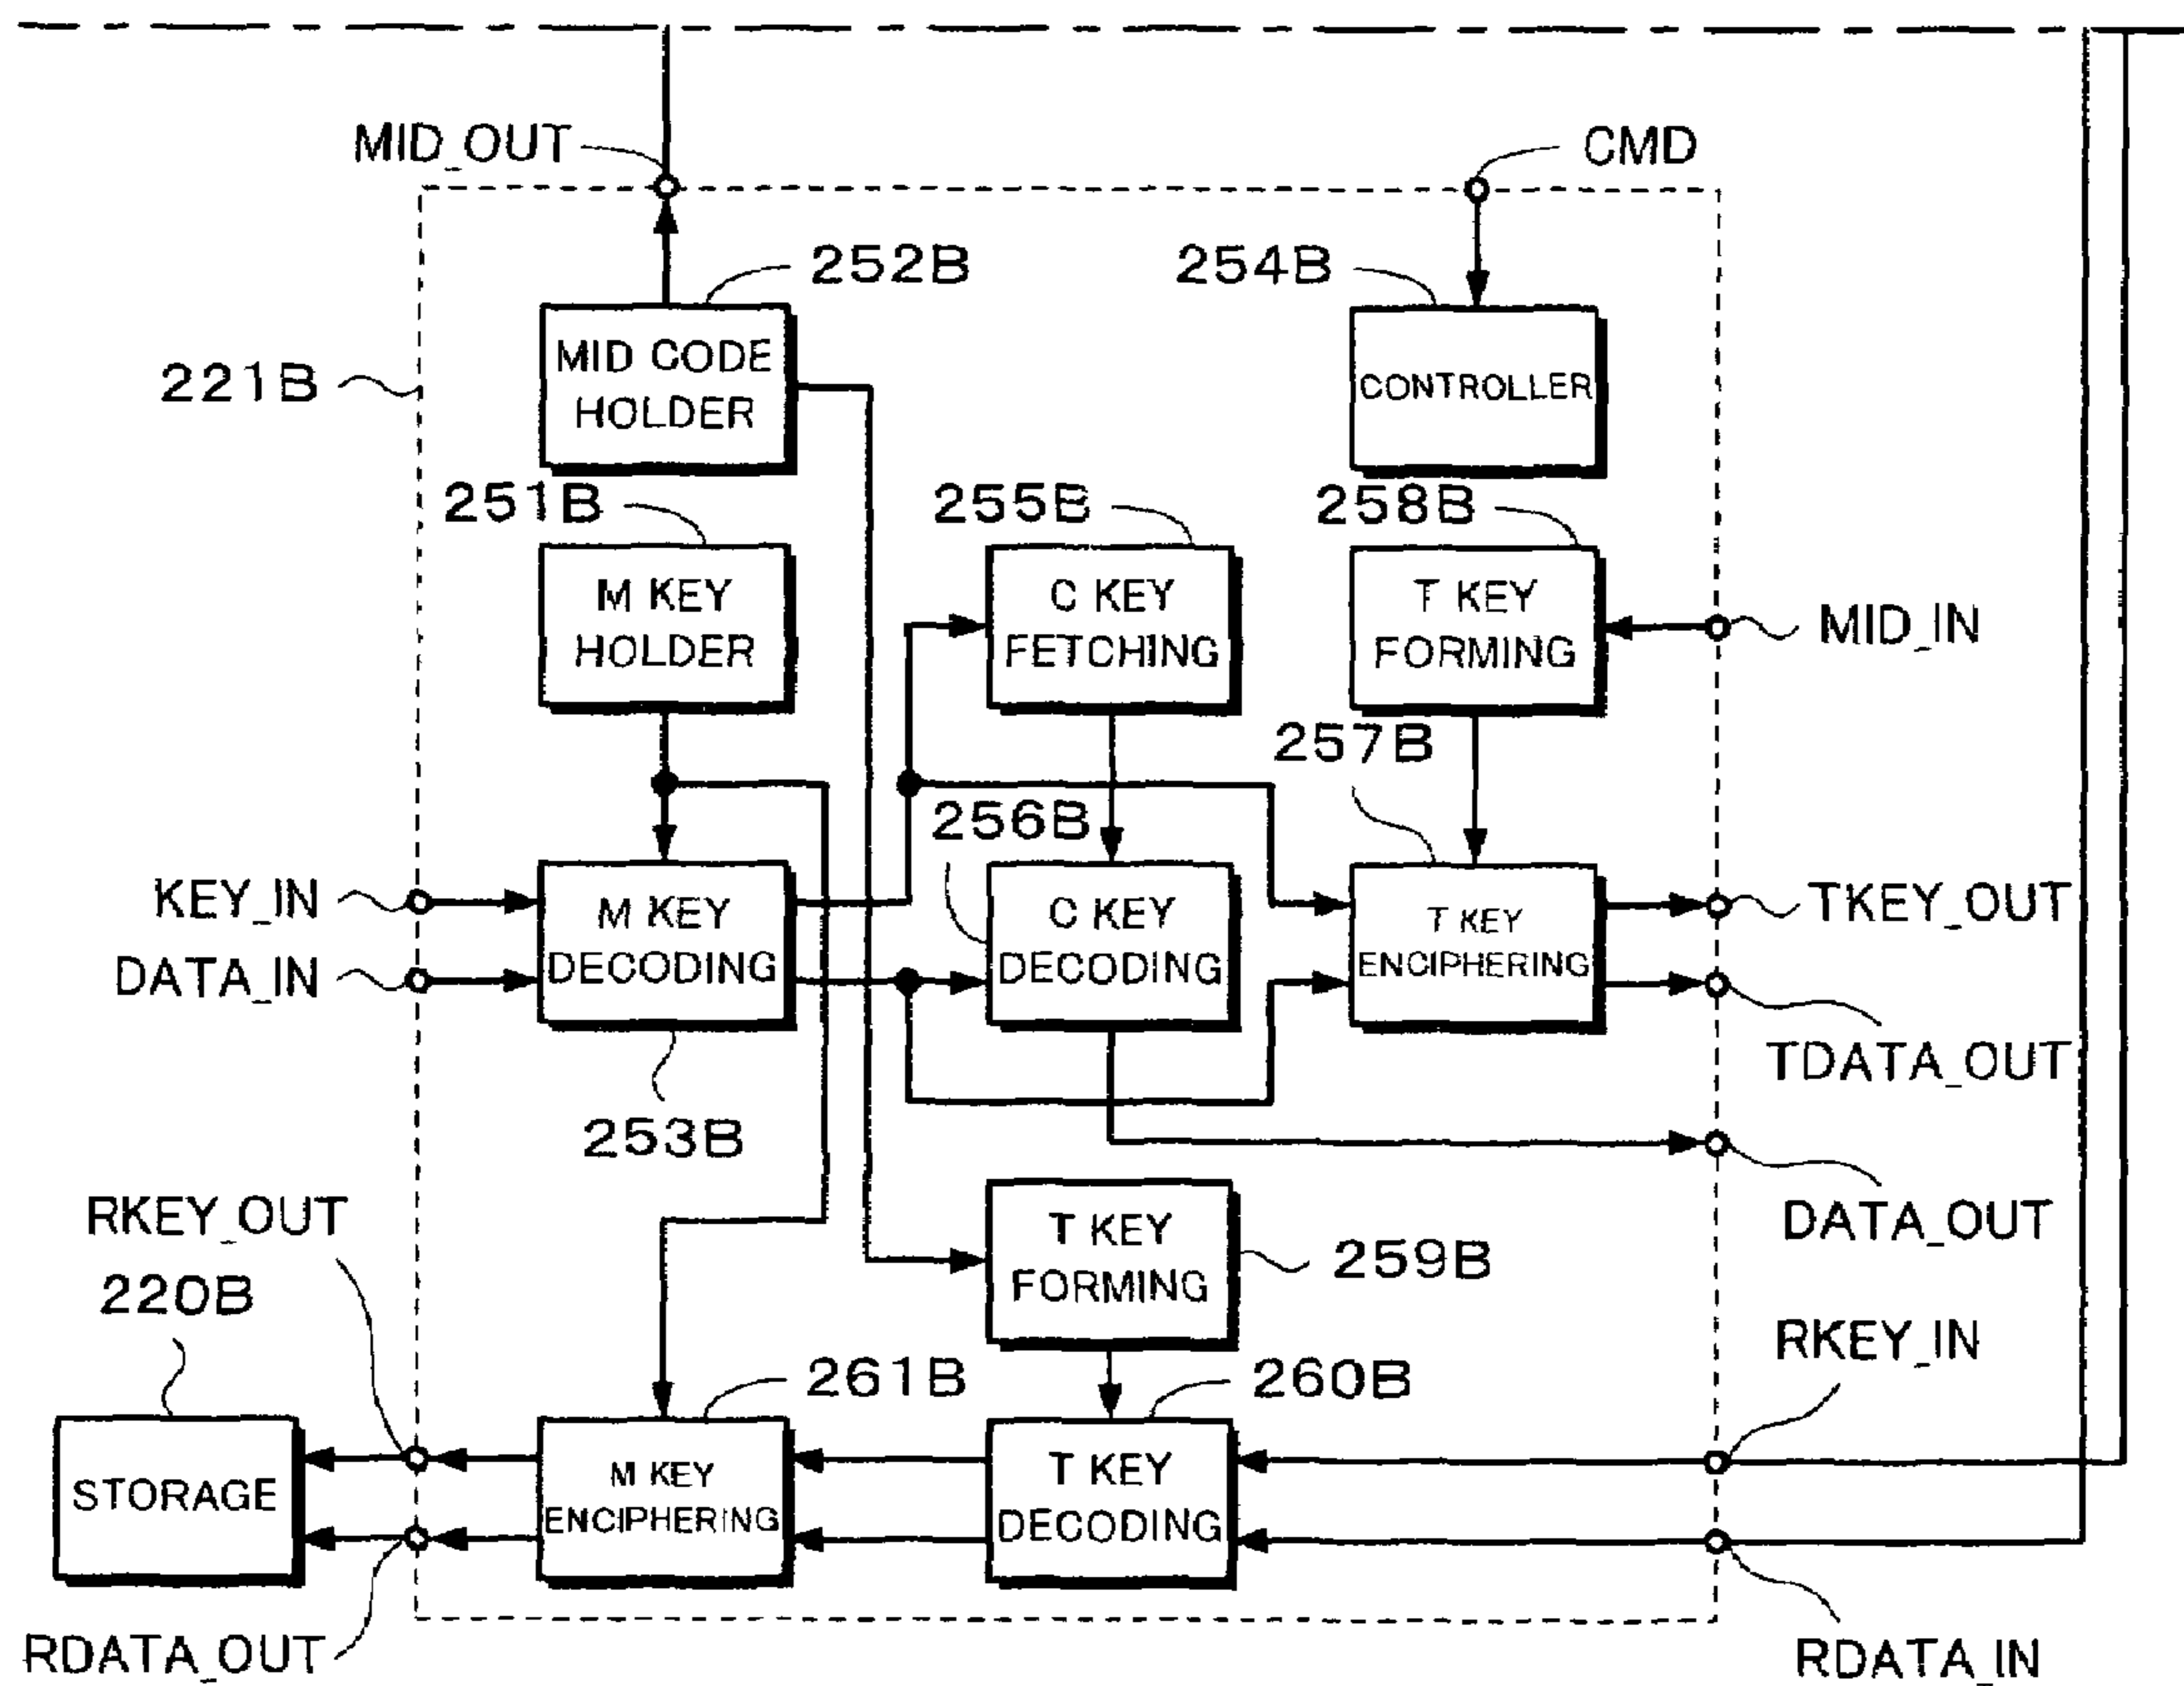 MID_OUT
CMD
252B
254B
MID CODE
HOLDER
CONTROLLER
221B
251B
255B
258B
M KEY
HOLDER
C KEY
FETCHING
T KEY
FORMING
MID_IN
257B
256B
KEY_IN
DATA_IN
M KEY
DECODING
C KEY
DECODING
T KEY
ENCIPHERING
TKEY_OUT
TDATA_OUT
253B
DATA_OUT
RKEY_OUT
220B
T KEY
FORMING
259B
RKEY_IN
261B
260B
STORAGE
M KEY
ENCIPHERING
T KEY
DECODING
RDATA_OUT
RDATA_IN